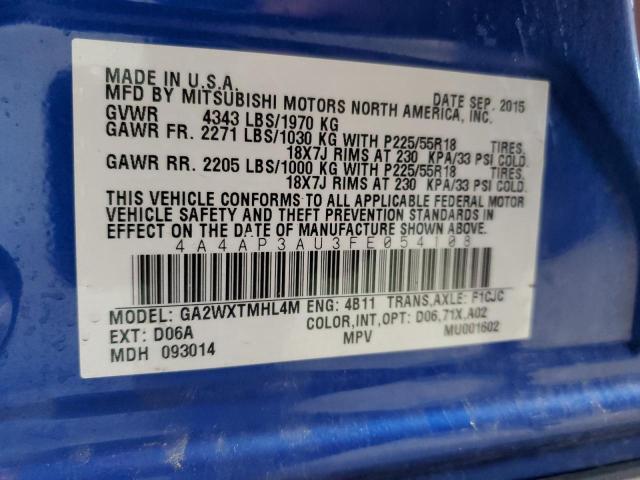 MADE IN U.S.A. DATE SEP. 2015
MFD BY MITSUBISHI MOTORS NORTH AMERICA, INC.
GVWR 4343 LBS/1970 KG
GAWR FR. 2271 LBS/1030 KG WITH P225/55R18 TIRES,
18X7J RIMS AT 230 KPA/33 PSI COLD.
GAWR RR. 2205 LBS/1000 KG WITH P225/55R18 TIRES,
18X7J RIMS AT 230 KPA/33 PSI COLD.
THIS VEHICLE CONFORMS TO ALL APPLICABLE FEDERAL MOTOR
VEHICLE SAFETY AND THEFT PREVENTION STANDARDS IN
EFFECT ON THE DATE OF MANUFACTURE SHOWN ABOVE.
4A4AP3AU3FE054108
MODEL: GA2WXTMHL4M ENG: 4B11 TRANS,AXLE: F1CJC
EXT: D06A COLOR,INT,OPT: D06,71X,A02
MDH 093014 MPV MU001602